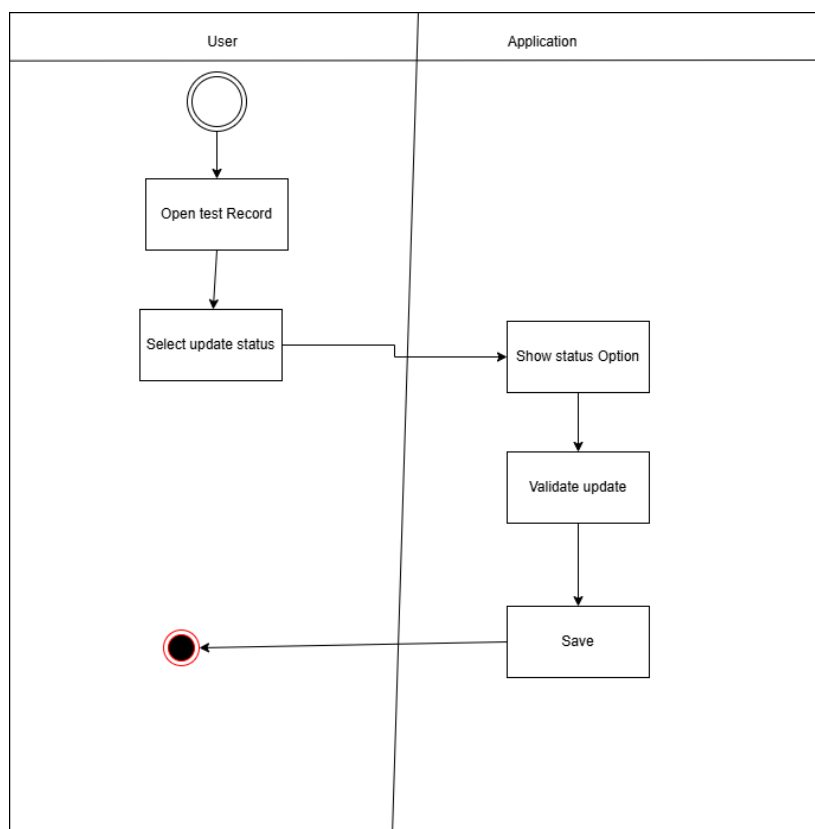 User
Application
Open test Record
Select update status
Show status Option
Validate update
Save